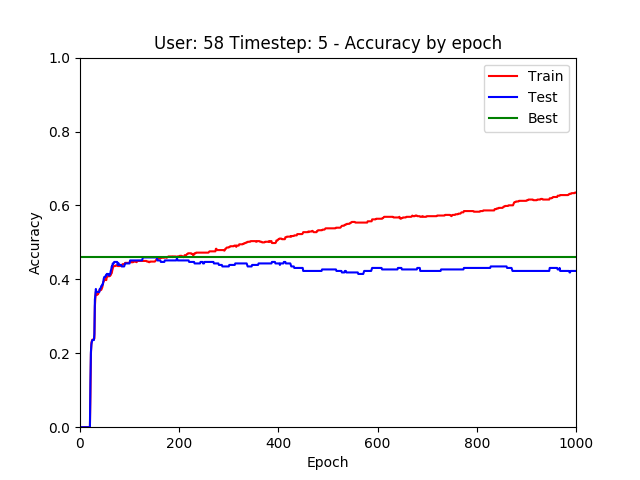 User: 58 Timestep: 5 - Accuracy by epoch
Train
Test
Best
Accuracy
1.0
0.8
0.6
0.4
0.2
0.0
0 200 400 600 800 1000
Epoch